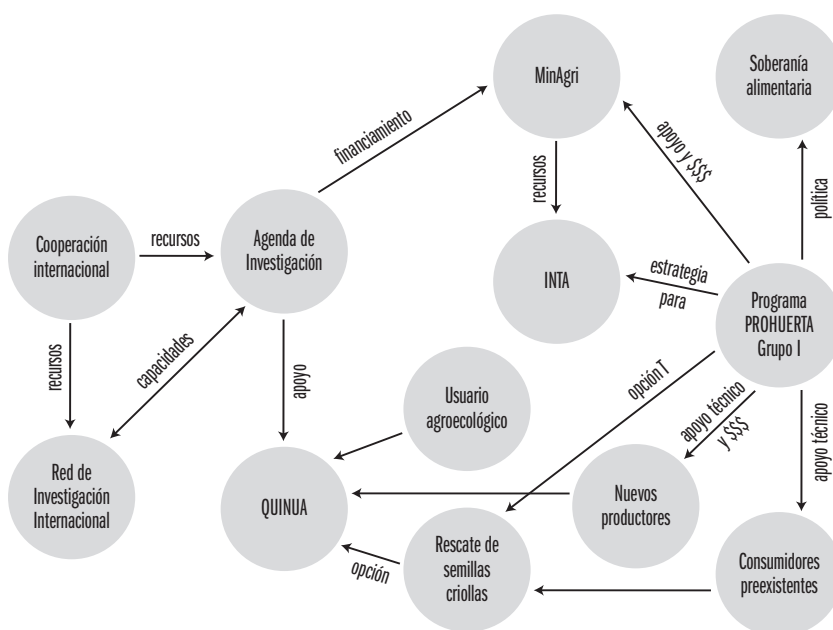 MinAgri
Soberanía
alimentaria
financiamiento
apoyo y $$$
recursos
política
Cooperación
internacional
recursos
Agenda de
Investigación
INTA
estrategia
para
Programa
PROHUERTA
Grupo I
recursos
capacidades
apoyo
Usuario
agroecológico
opción T
apoyo técnico
y $$$
apoyo técnico
Red de
Investigación
Internacional
QUINUA
Nuevos
productores
opción
Rescate de
semillas
criollas
Consumidores
preexistentes